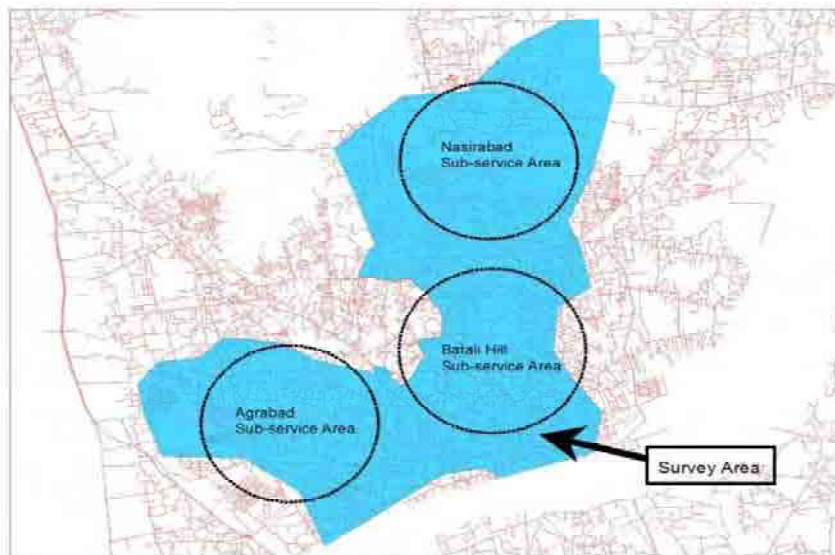 Nasirabad
Sub-service Area
Batali Hill
Sub-service Area
Agrabad
Sub-service Area
Survey Area